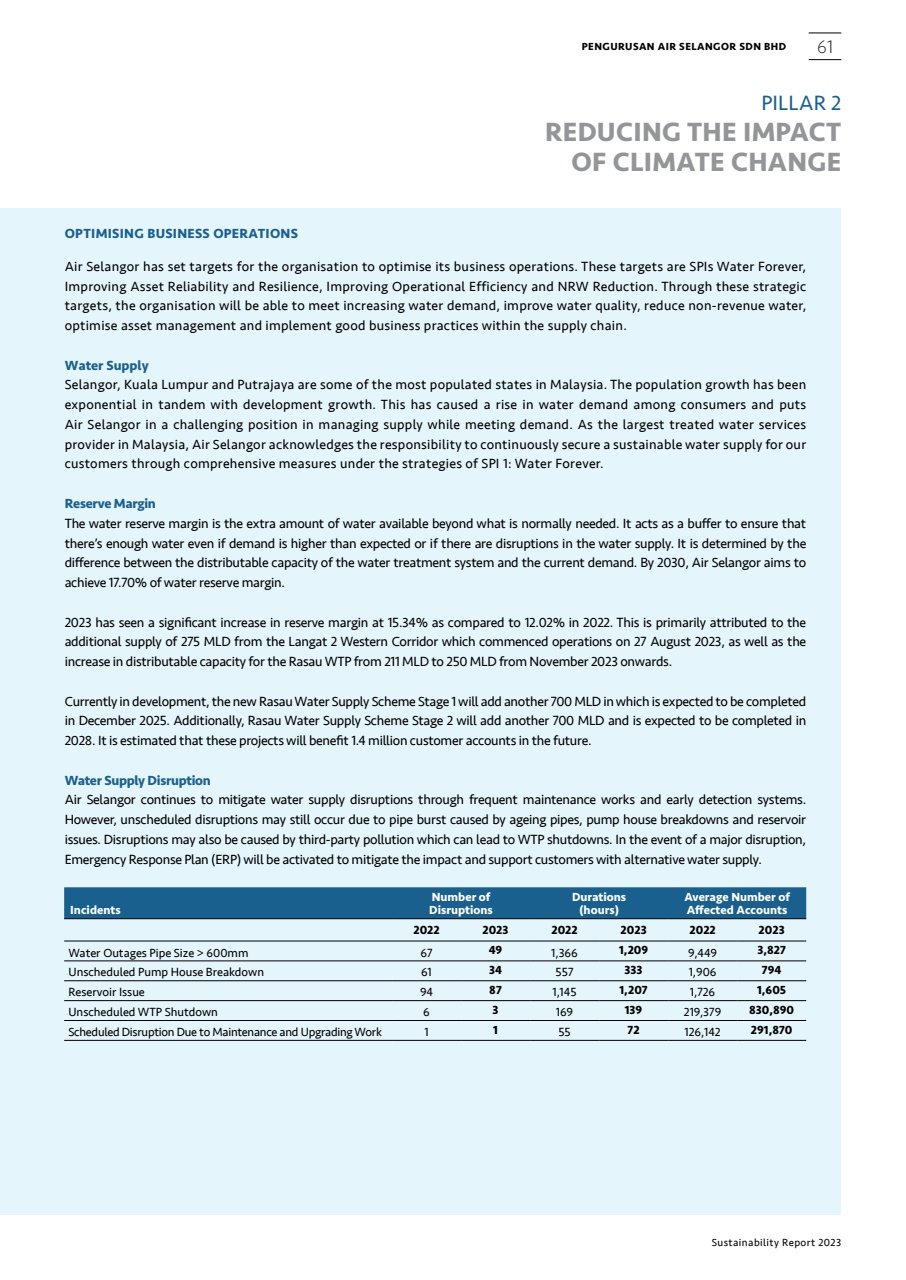 PENGURUSAN AIR SELANGOR SDN BHD 61
PILLAR 2
REDUCING THE IMPACT
OF CLIMATE CHANGE
OPTIMISING BUSINESS OPERATIONS
Air Selangor has set targets for the organisation to optimise its business operations. These targets are SPIs Water Forever,
Improving Asset Reliability and Resilience, Improving Operational Efficiency and NRW Reduction. Through these strategic
targets, the organisation will be able to meet increasing water demand, improve water quality, reduce non-revenue water,
optimise asset management and implement good business practices within the supply chain.
Water Supply
Selangor, Kuala Lumpur and Putrajaya are some of the most populated states in Malaysia. The population growth has been
exponential in tandem with development growth. This has caused a rise in water demand among consumers and puts
Air Selangor in a challenging position in managing supply while meeting demand. As the largest treated water services
provider in Malaysia, Air Selangor acknowledges the responsibility to continuously secure a sustainable water supply for our
customers through comprehensive measures under the strategies of SPI 1: Water Forever.
Reserve Margin
The water reserve margin is the extra amount of water available beyond what is normally needed. It acts as a buffer to ensure that
there's enough water even if demand is higher than expected or if there are disruptions in the water supply. It is determined by the
difference between the distributable capacity of the water treatment system and the current demand. By 2030, Air Selangor aims to
achieve 17.70% of water reserve margin.
2023 has seen a significant increase in reserve margin at 15.34% as compared to 12.02% in 2022. This is primarily attributed to the
additional supply of 275 MLD from the Langat 2 Western Corridor which commenced operations on 27 August 2023, as well as the
increase in distributable capacity for the Rasau WTP from 211 MLD to 250 MLD from November 2023 onwards.
Currently in development, the new Rasau Water Supply Scheme Stage 1 will add another 700 MLD in which is expected to be completed
in December 2025. Additionally, Rasau Water Supply Scheme Stage 2 will add another 700 MLD and is expected to be completed in
2028. It is estimated that these projects will benefit 1.4 million customer accounts in the future.
Water Supply Disruption
Air Selangor continues to mitigate water supply disruptions through frequent maintenance works and early detection systems.
However, unscheduled disruptions may still occur due to pipe burst caused by ageing pipes, pump house breakdowns and reservoir
issues. Disruptions may also be caused by third-party pollution which can lead to WTP shutdowns. In the event of a major disruption,
Emergency Response Plan (ERP) will be activated to mitigate the impact and support customers with alternative water supply.
Incidents Number of Disruptions Durations (hours) Average Number of Affected Accounts
2022 2023 2022 2023 2022 2023
Water Outages Pipe Size > 600mm 67 49 1,366 1,209 9,449 3,827
Unscheduled Pump House Breakdown 61 34 557 333 1,906 794
Reservoir Issue 94 87 1,145 1,207 1,726 1,605
Unscheduled WTP Shutdown 6 3 169 139 219,379 830,890
Scheduled Disruption Due to Maintenance and Upgrading Work 1 1 55 72 126,142 291,870
Sustainability Report 2023